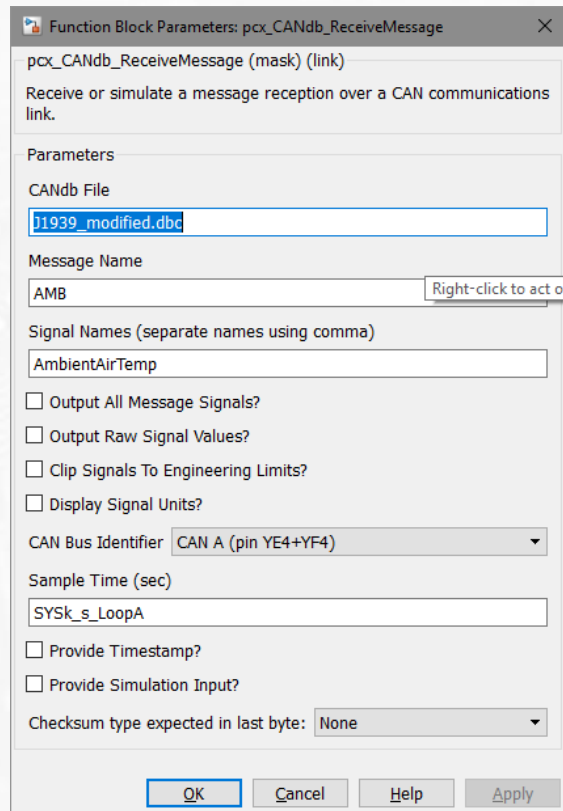 Function Block Parameters: pcx_CANdb_ReceiveMessage
pcx_CANdb_ReceiveMessage (mask) (link)
Receive or simulate a message reception over a CAN communications
link.
Parameters
CANdb File
J1939_modified.dbc
Message Name
AMB
Right-click to act o
Signal Names (separate names using comma)
AmbientAirTemp
Output All Message Signals?
Output Raw Signal Values?
Clip Signals To Engineering Limits?
Display Signal Units?
CAN Bus Identifier CAN A (pin YE4+YF4)
Sample Time (sec)
SYSk_s_LoopA
Provide Timestamp?
Provide Simulation Input?
Checksum type expected in last byte: None
OK Cancel Help Apply